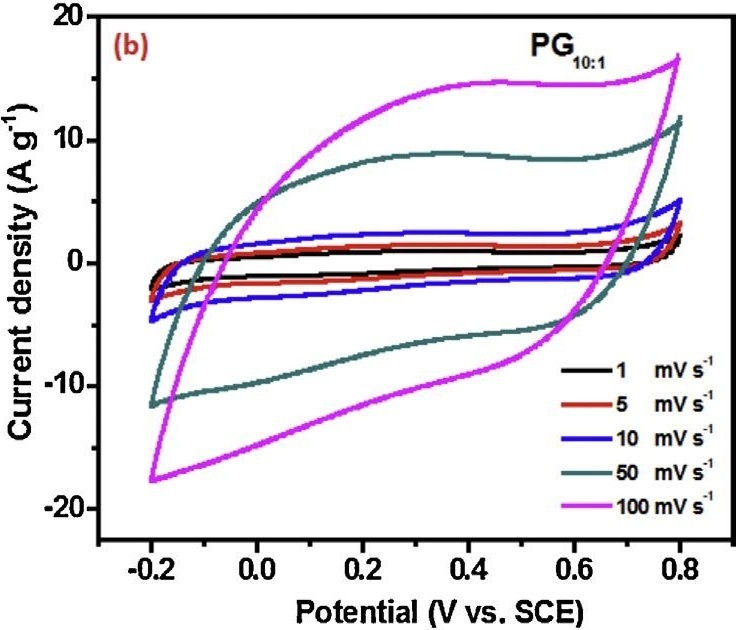 (b)
PG10:1
Current density (A g-1)
20
10
0
-10
-20
1 mV s-1
5 mV s-1
10 mV s-1
50 mV s-1
100 mV s-1
-0.2 0.0 0.2 0.4 0.6 0.8
Potential (V vs. SCE)